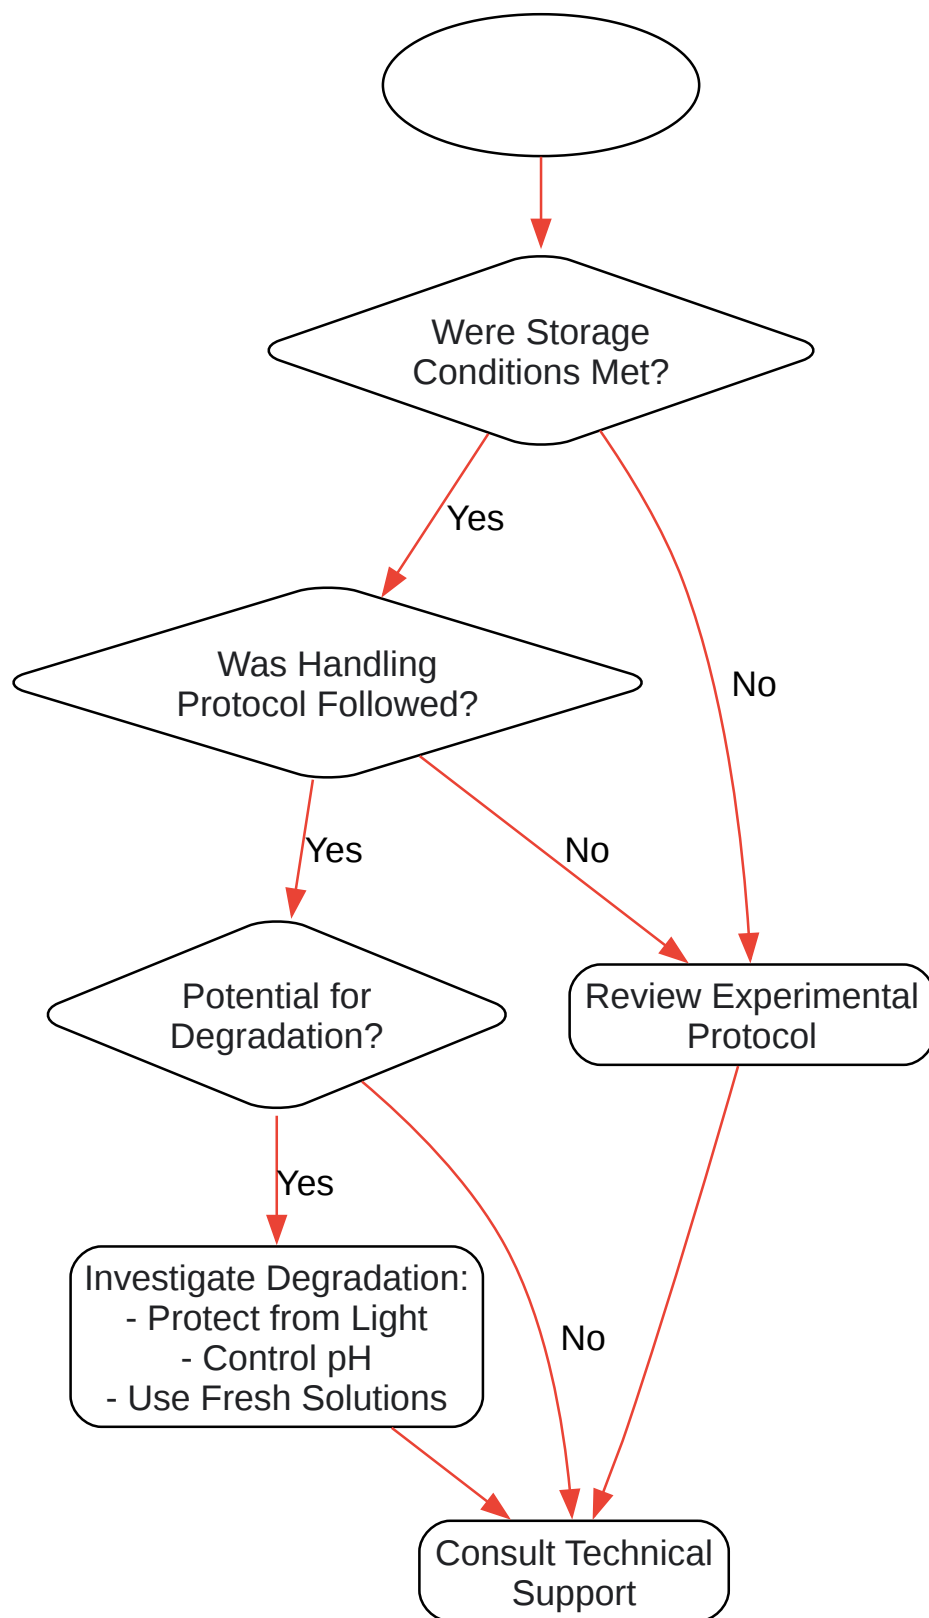 Were Storage
Conditions Met?
Yes
No
Was Handling
Protocol Followed?
Yes
No
Potential for
Degradation?
Review Experimental
Protocol
Yes
No
Investigate Degradation:
- Protect from Light
- Control pH
- Use Fresh Solutions
Consult Technical
Support